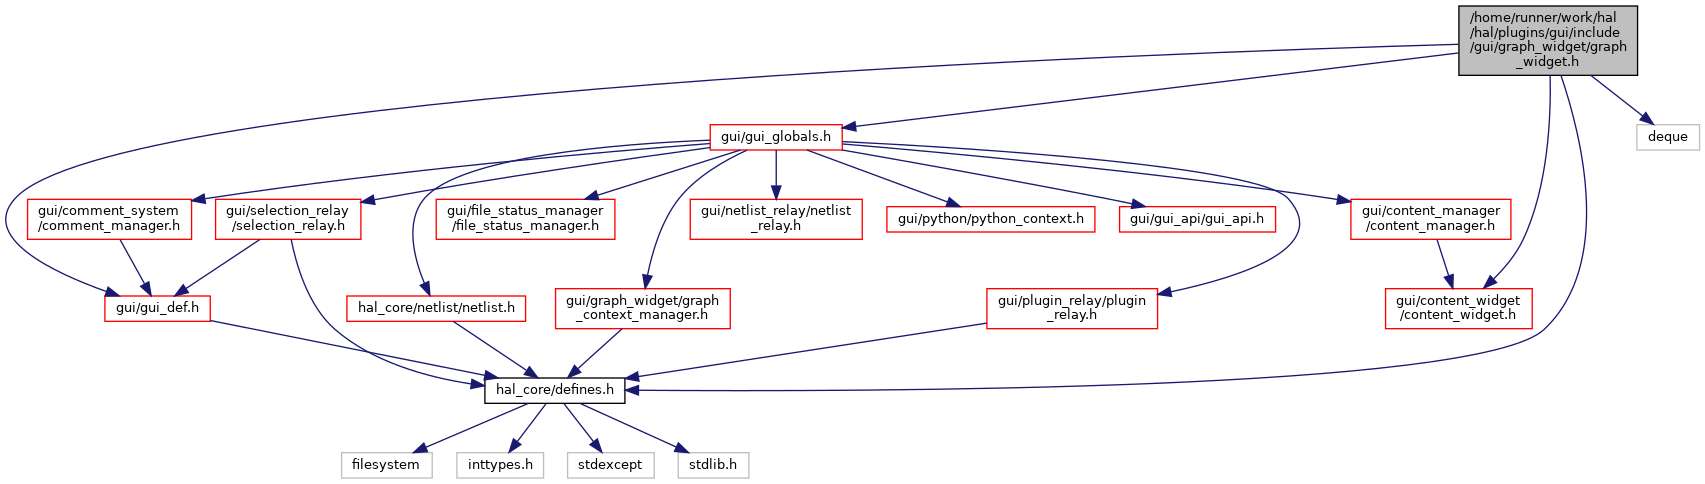 /home/runner/work/hal
/hal/plugins/gui/include
/gui/graph_widget/graph
_widget.h
gui/gui_globals.h
deque
gui/comment_system
/comment_manager.h
gui/selection_relay
/selection_relay.h
gui/file_status_manager
/file_status_manager.h
gui/netlist_relay/netlist
_relay.h
gui/python/python_context.h
gui/gui_api/gui_api.h
gui/content_manager
/content_manager.h
gui/gui_def.h
hal_core/netlist/netlist.h
gui/graph_widget/graph
_context_manager.h
gui/plugin_relay/plugin
_relay.h
gui/content_widget
/content_widget.h
hal_core/defines.h
filesystem
inttypes.h
stdexcept
stdlib.h